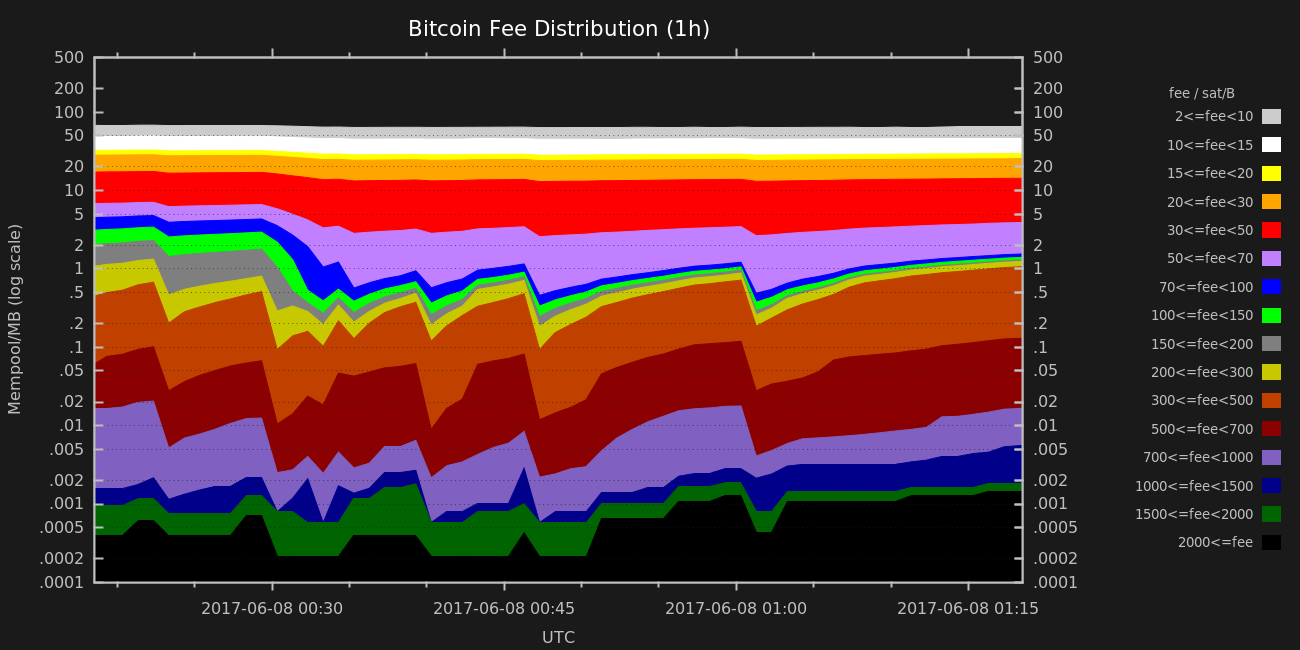 Bitcoin Fee Distribution (1h)
Mempool/MB (log scale)
500
200
100
50
20
10
5
2
1
.5
.2
.1
.05
.02
.01
.005
.002
.001
.0005
.0002
.0001
500
200
100
50
20
10
5
2
1
.5
.2
.1
.05
.02
.01
.005
.002
.001
.0005
.0002
.0001
2017-06-08 00:30
2017-06-08 00:45
2017-06-08 01:00
2017-06-08 01:15
UTC
fee / sat/B
2<=fee<10
10<=fee<15
15<=fee<20
20<=fee<30
30<=fee<50
50<=fee<70
70<=fee<100
100<=fee<150
150<=fee<200
200<=fee<300
300<=fee<500
500<=fee<700
700<=fee<1000
1000<=fee<1500
1500<=fee<2000
2000<=fee